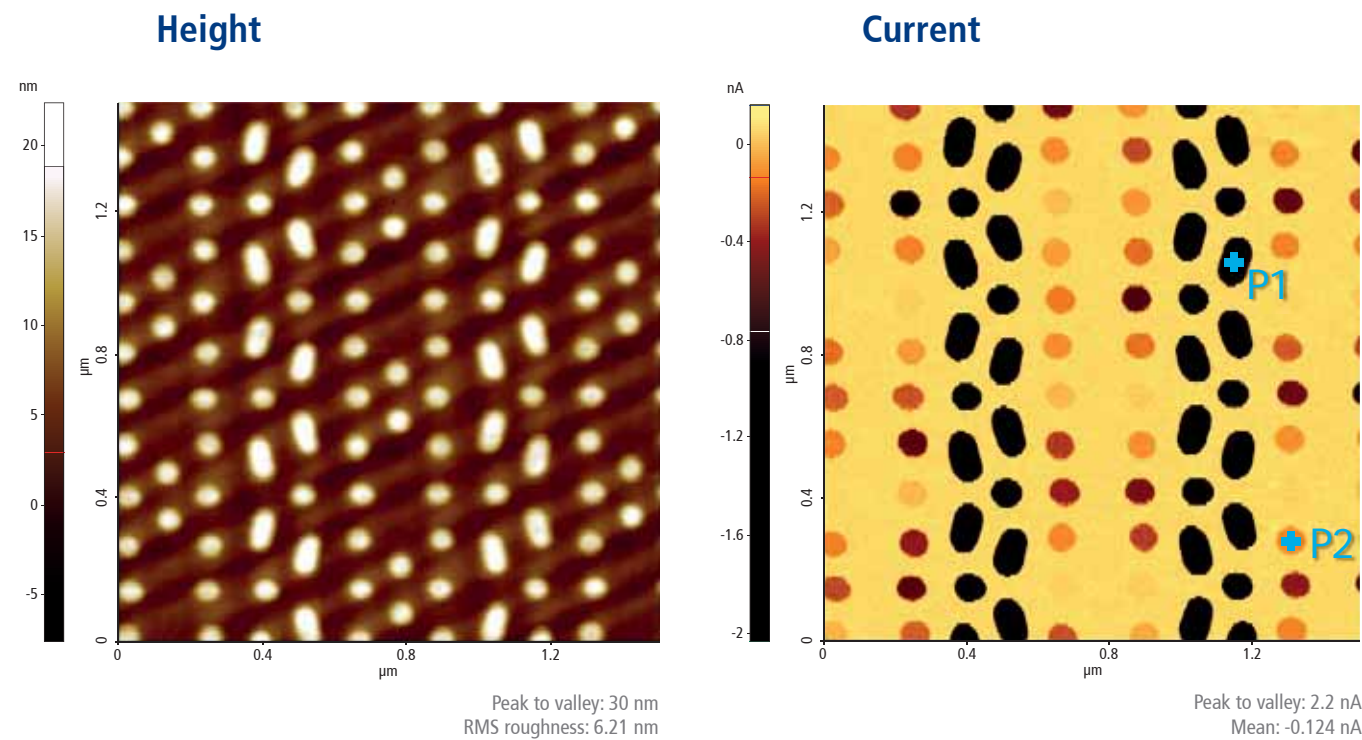 Height
nm
20
15
10
5
0
-5
µm
1.2
0.8
0.4
0
0
0.4
0.8
1.2
µm
Peak to valley: 30 nm
RMS roughness: 6.21 nm
Current
nA
0
-0.4
-0.8
-1.2
-1.6
-2
µm
1.2
0.8
0.4
0
P1
P2
0
0.4
0.8
1.2
µm
Peak to valley: 2.2 nA
Mean: -0.124 nA